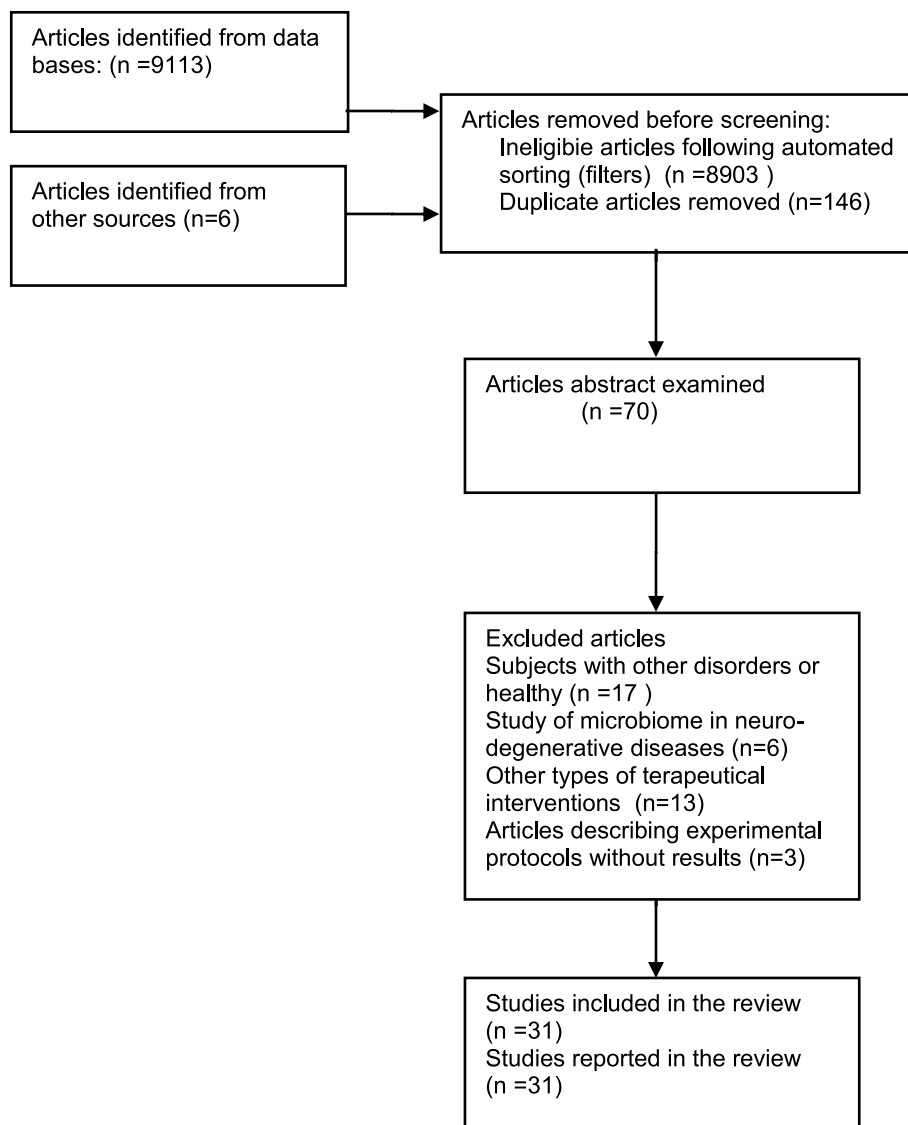 Articles identified from data
bases: (n =9113)
Articles identified from
other sources (n=6)
Articles removed before screening:
Ineligibie articles following automated
sorting (filters)  (n =8903 )
Duplicate articles removed (n=146)
Articles abstract examined
(n =70)
Excluded articles
Subjects with other disorders or
healthy (n =17 )
Study of microbiome in neuro-
degenerative diseases (n=6)
Other types of terapeutical
interventions  (n=13)
Articles describing experimental
protocols without results (n=3)
Studies included in the review
(n =31)
Studies reported in the review
(n =31)